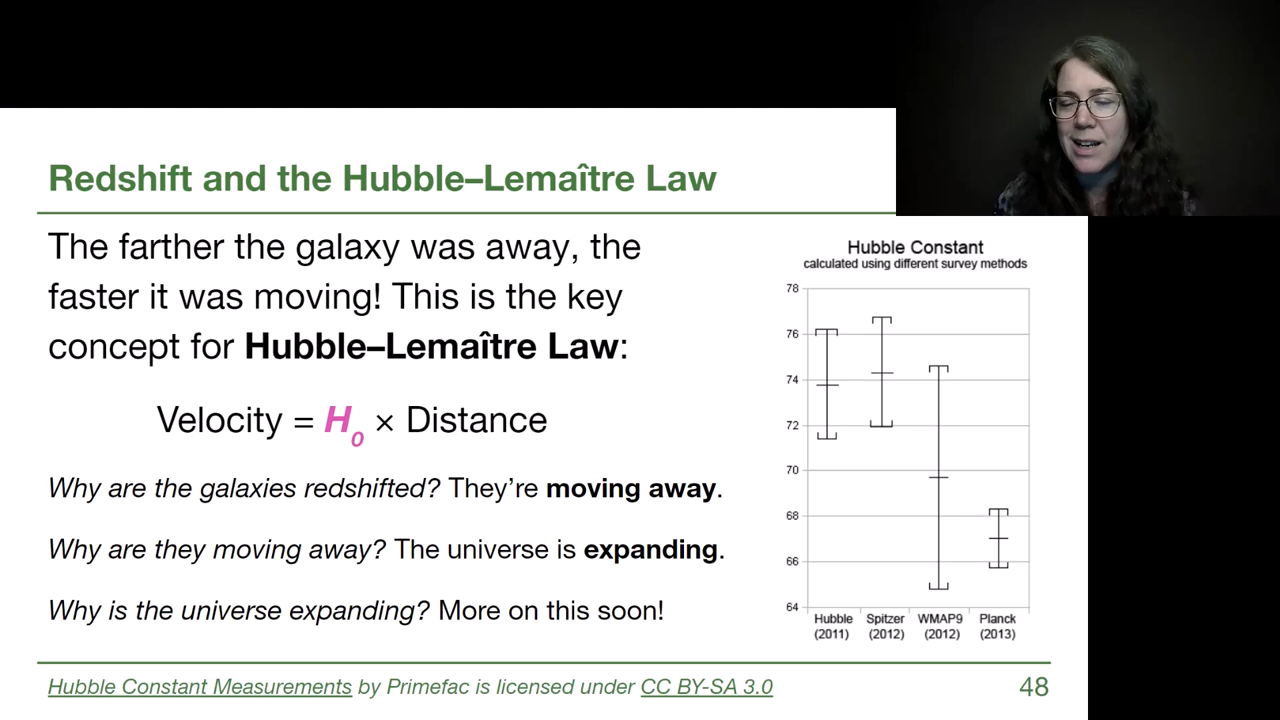 Redshift and the Hubble–Lemaître Law
The farther the galaxy was away, the
faster it was moving! This is the key
concept for Hubble–Lemaître Law:
Velocity = H0 × Distance
Why are the galaxies redshifted? They’re moving away.
Why are they moving away? The universe is expanding.
Why is the universe expanding? More on this soon!
Hubble Constant
calculated using different survey methods
78
76
74
72
70
68
66
64
Hubble Spitzer WMAP9 Planck
(2011) (2012) (2012) (2013)
Hubble Constant Measurements by Primefac is licensed under CC BY-SA 3.0
48